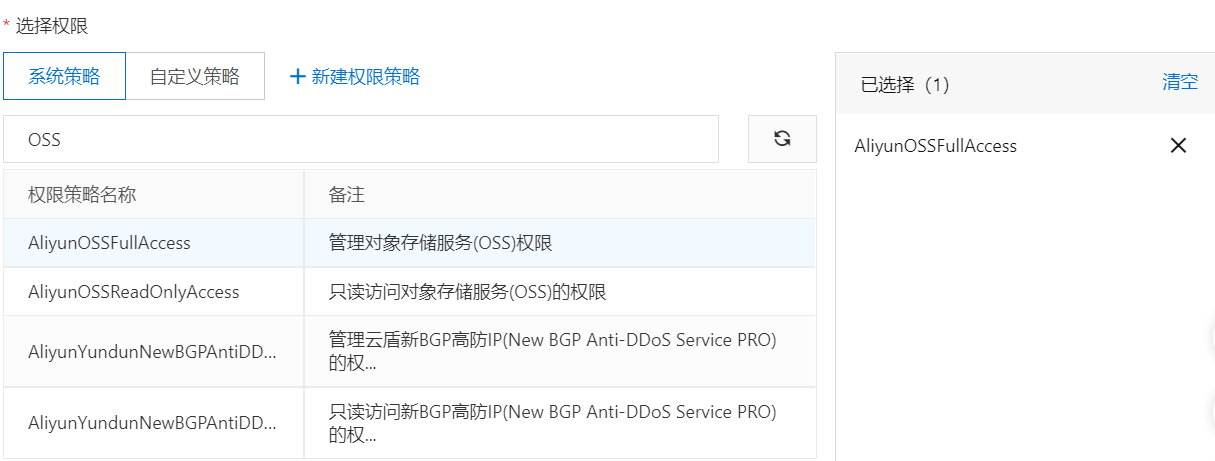 * 选择权限
系统策略 自定义策略 + 新建权限策略
OSS
权限策略名称 备注
AliyunOSSFullAccess 管理对象存储服务(OSS)权限
AliyunOSSReadOnlyAccess 只读访问对象存储服务(OSS)的权限
AliyunYundunNewBGPAntiDD... 管理云盾新BGP高防IP(New BGP Anti-DDoS Service PRO)
的权...
AliyunYundunNewBGPAntiDD... 只读访问新BGP高防IP(New BGP Anti-DDoS Service PRO)
的权...
已选择（1） 清空
AliyunOSSFullAccess